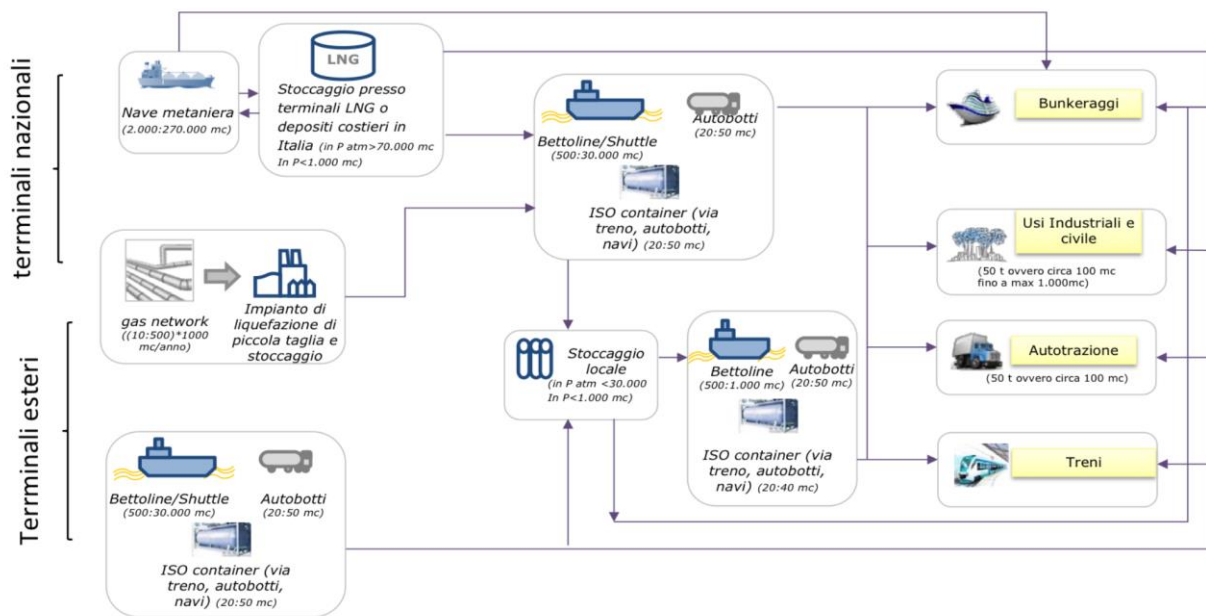 terrminali nazionali
Nave metaniera
(2.000:270.000 mc)
LNG
Stoccaggio presso
terminali LNG o
depositi costieri in
Italia (in P atm>70.000 mc
In P<1.000 mc)
Bettoline/Shuttle
(500:30.000 mc)
Autobotti
(20:50 mc)
ISO container (via
treno, autobotti,
navi) (20:50 mc)
Bunkeraggi
Usi Industriali e
civile
(50 t ovvero circa 100 mc
fino a max 1.000mc)
gas network
((10:500)*1000
mc/anno)
Impianto di
liquefazione di
piccola taglia e
stoccaggio
Stoccaggio
locale
(in P atm <30.000
In P<1.000 mc)
Bettoline
(500:1.000 mc)
Autobotti
(20:50 mc)
ISO container (via
treno, autobotti,
navi) (20:40 mc)
Autotrazione
(50 t ovvero circa 100 mc)
Treni
Terrminali esteri
Bettoline/Shuttle
(500:30.000 mc)
Autobotti
(20:50 mc)
ISO container (via
treno, autobotti,
navi) (20:50 mc)